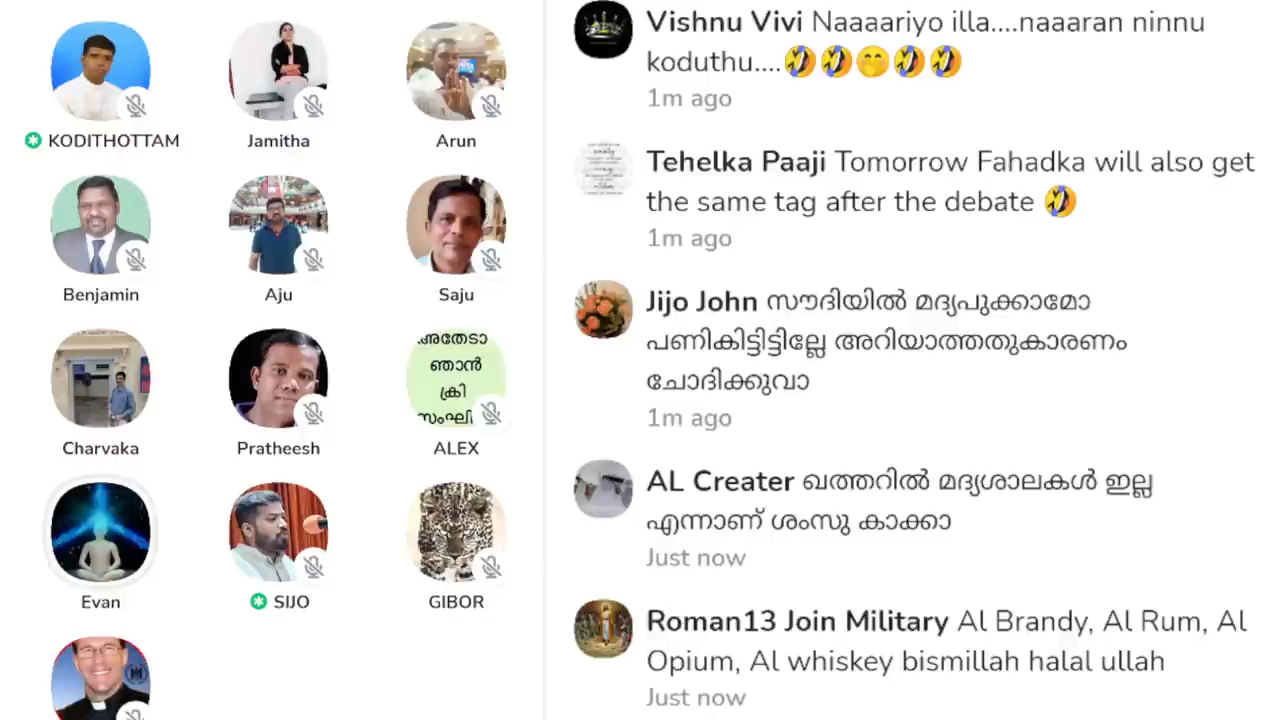 KODITHOTTAM
Jamitha
Arun
Benjamin
Aju
Saju
അതേടാ
ഞാൻ
ക്രി
സംഘി
Charvaka
Pratheesh
ALEX
Evan
SIJO
GIBOR
Vishnu Vivi Naaaariyo illa....naaaran ninnu
koduthu....🤣🤣🤭🤣🤣
1m ago
Tehelka Paaji Tomorrow Fahadka will also get
the same tag after the debate 🤣
1m ago
Jijo John സൗദിയിൽ മദ്യപുക്കാമോ
പണികിട്ടിട്ടില്ലേ അറിയാത്തതുകാരണം
ചോദിക്കുവാ
1m ago
AL Creater ഖത്തറിൽ മദ്യശാലകൾ ഇല്ല
എന്നാണ് ശംസു കാക്കാ
Just now
Roman13 Join Military Al Brandy, Al Rum, Al
Opium, Al whiskey bismillah halal ullah
Just now